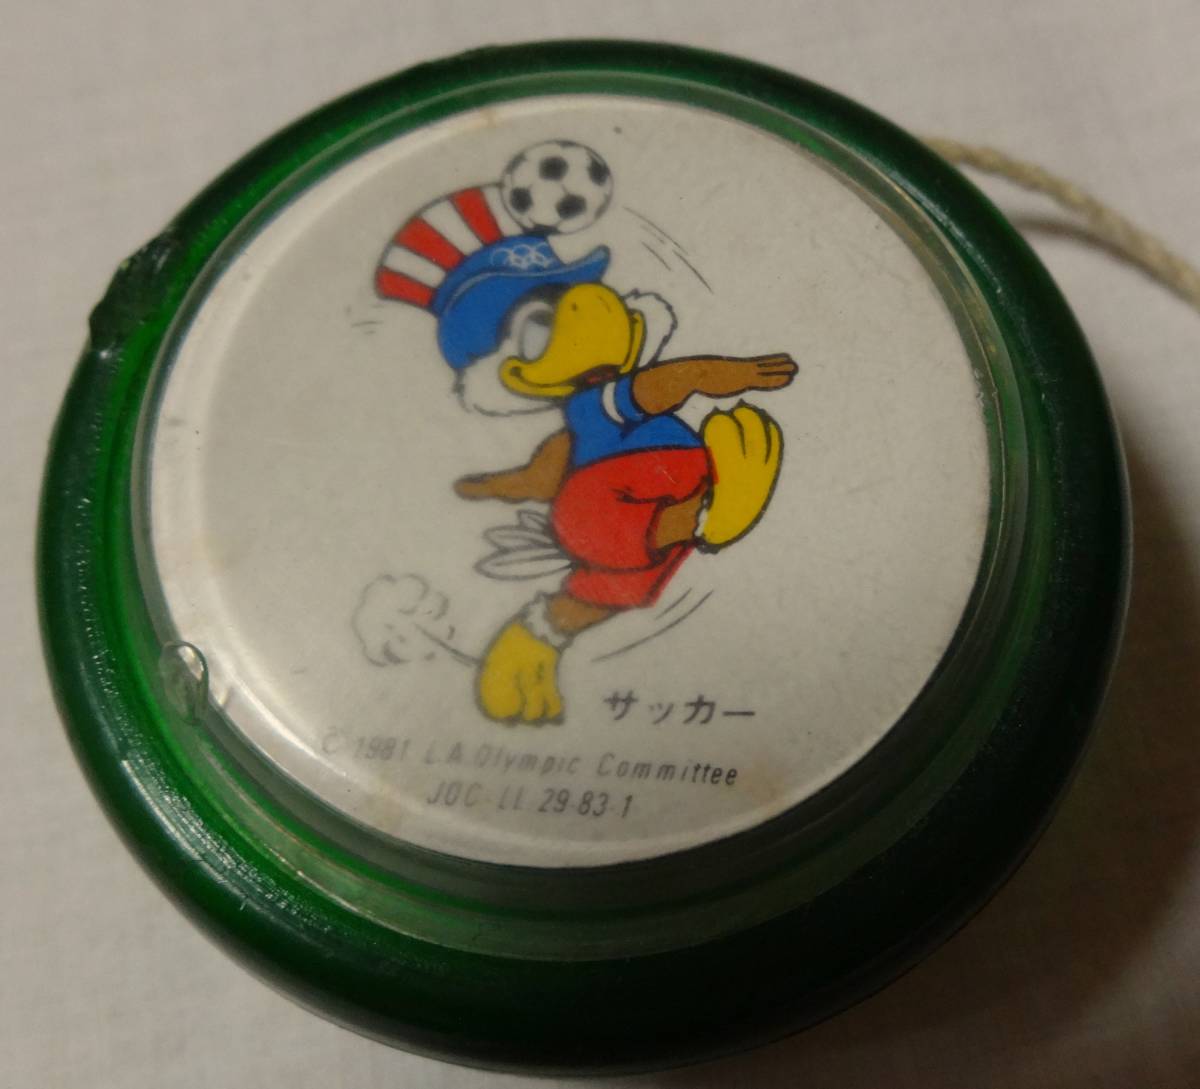 サッカー
© 1981 L.A.Olympic Committee
JOC-LL 29-83-1